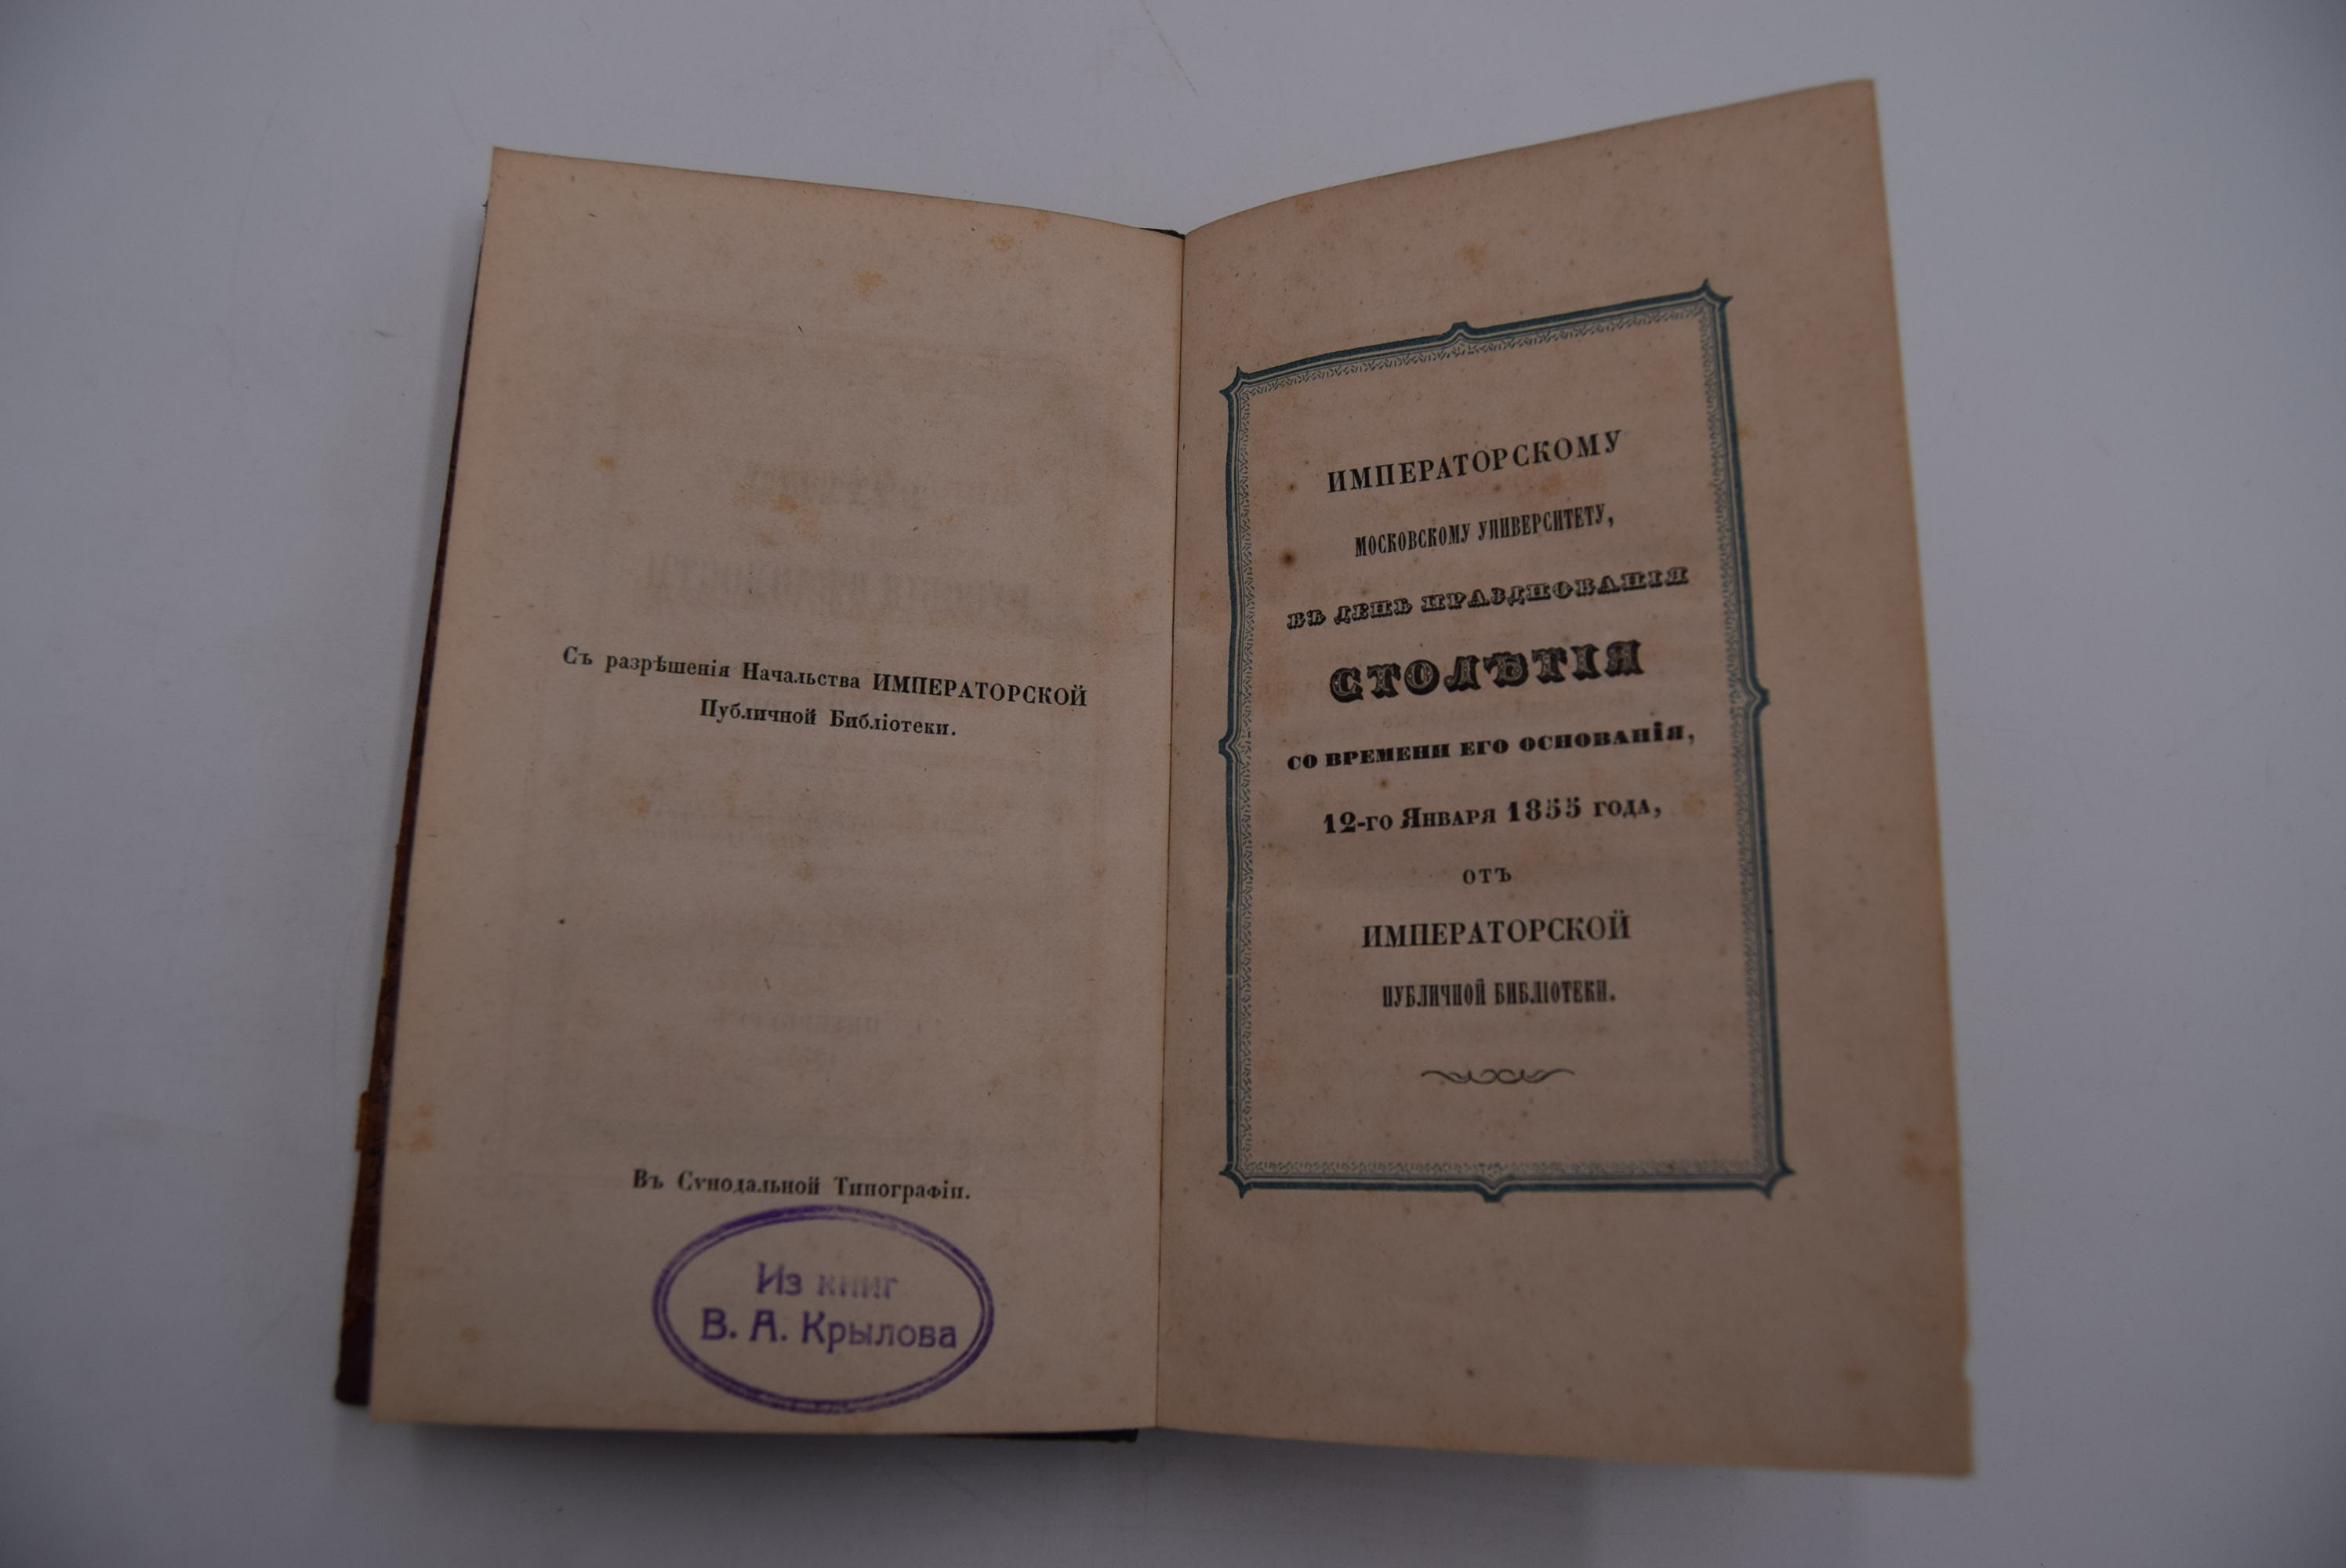 Съ разрѣшенія Начальства ИМПЕРАТОРСКОЙ
Публичной Библіотеки.
Въ Сѵнодальной Типографіи.
Из книг
В. А. Крылова
ИМПЕРАТОРСКОМУ
МОСКОВСКОМУ УНИВЕРСИТЕТУ,
ВЪ ДЕНЬ ПРАЗДНОВАНІЯ
СТОЛѢТІЯ
СО ВРЕМЕНИ ЕГО ОСНОВАНІЯ,
12-го Января 1855 года,
отъ
ИМПЕРАТОРСКОЙ
ПУБЛИЧНОЙ БИБЛІОТЕКИ.